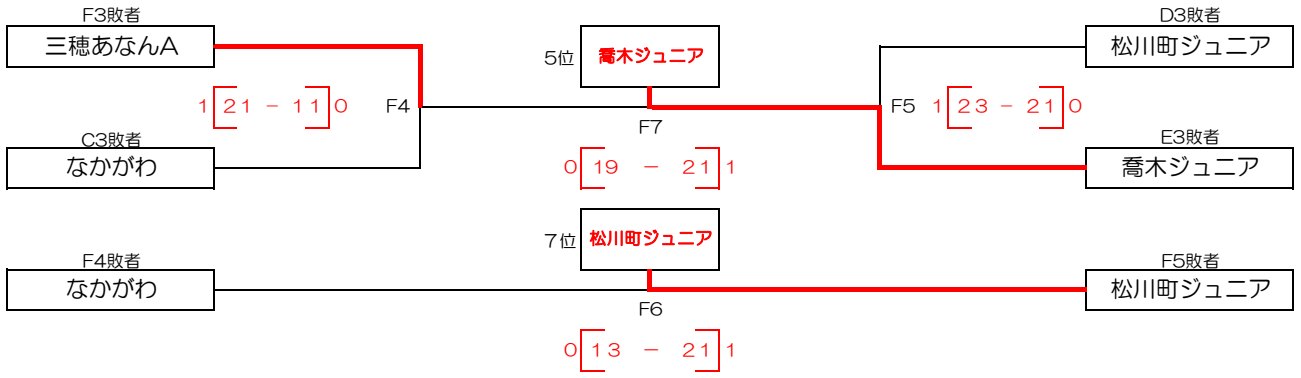 F3敗者
三穂あなんA
1 21 － 11 0
F4
C3敗者
なかがわ
5位
喬木ジュニア
F7
0 19 － 21 1
D3敗者
松川町ジュニア
F5
1 23 － 21 0
E3敗者
喬木ジュニア
7位
松川町ジュニア
F4敗者
なかがわ
F6
0 13 － 21 1
F5敗者
松川町ジュニア